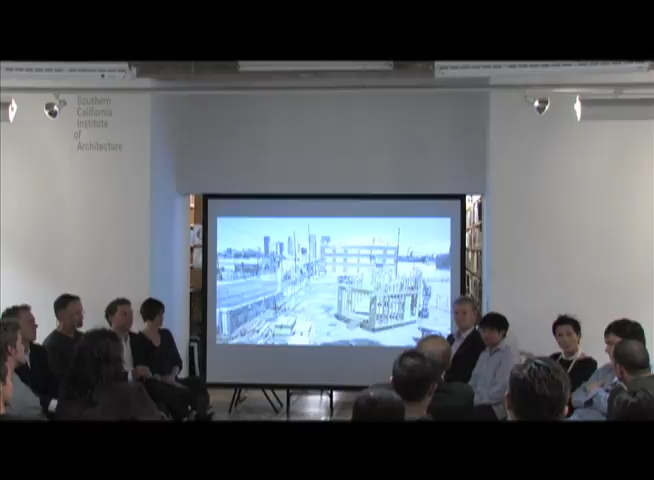 Southern
California
Institute
of
Architecture